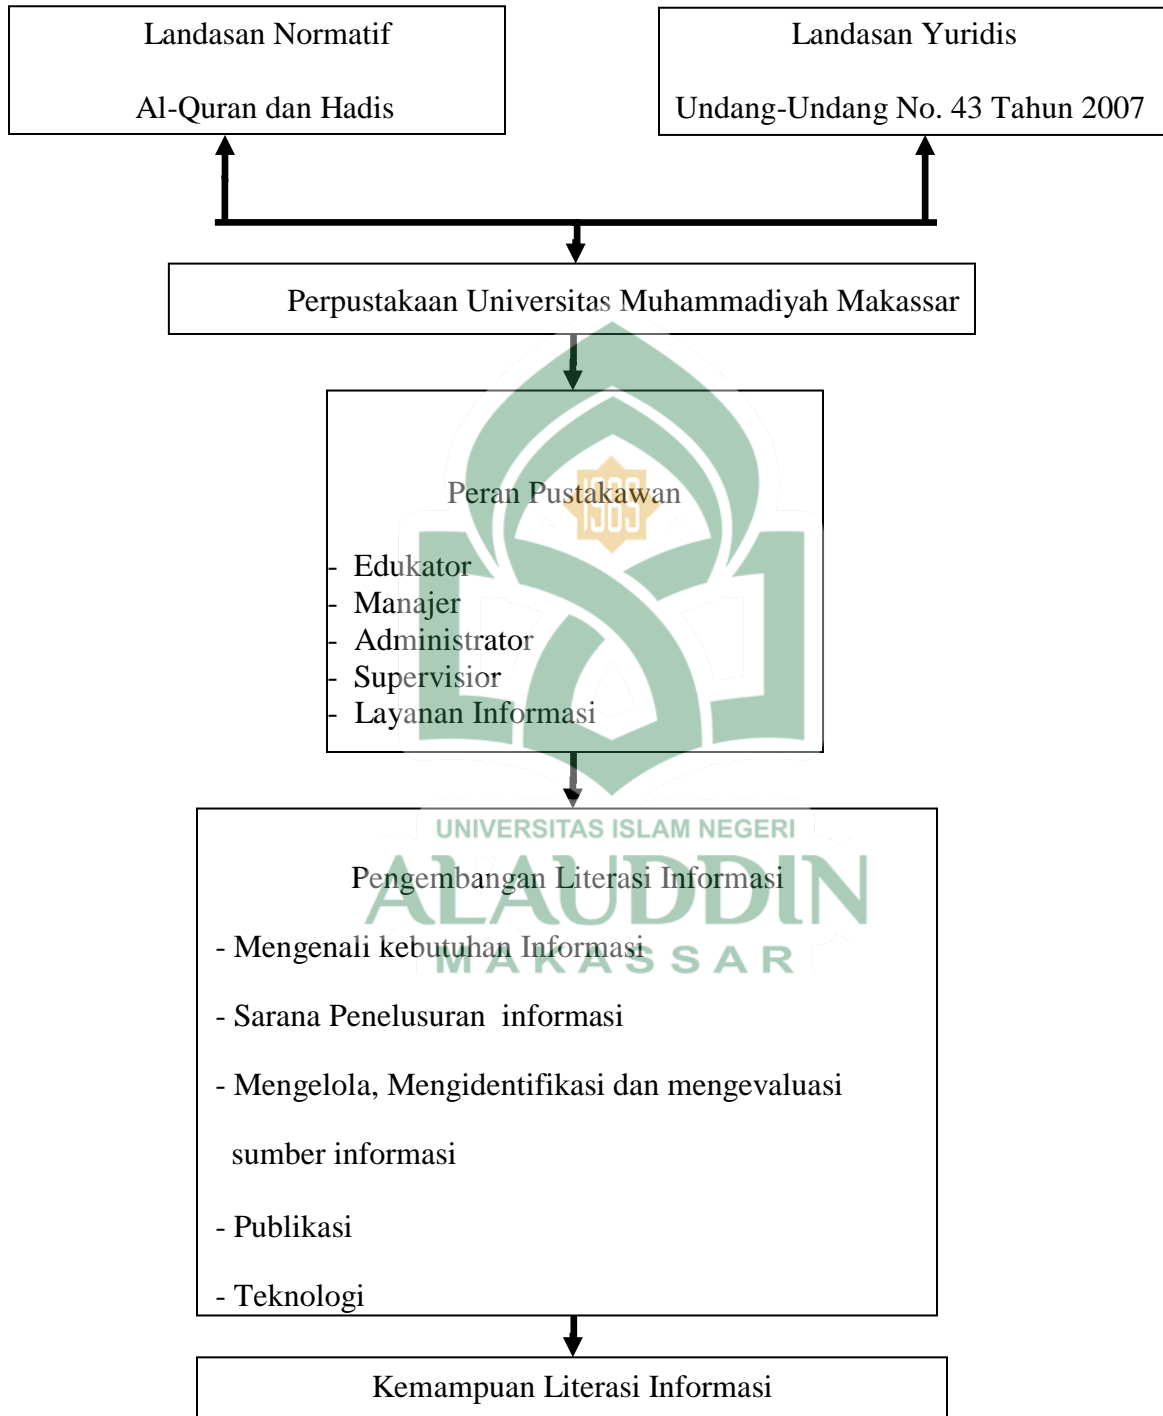 Landasan Normatif
Al-Quran dan Hadis
Landasan Yuridis
Undang-Undang No. 43 Tahun 2007
Perpustakaan Universitas Muhammadiyah Makassar
Peran Pustakawan
1989
- Edukator
- Manajer
- Administrator
- Supervisior
- Layanan Informasi
UNIVERSITAS ISLAM NEGERI
ALAUDDIN
MAKASSAR
Pengembangan Literasi Informasi
- Mengenali kebutuhan Informasi
- Sarana Penelusuran  informasi
- Mengelola, Mengidentifikasi dan mengevaluasi
sumber informasi
- Publikasi
- Teknologi
Kemampuan Literasi Informasi